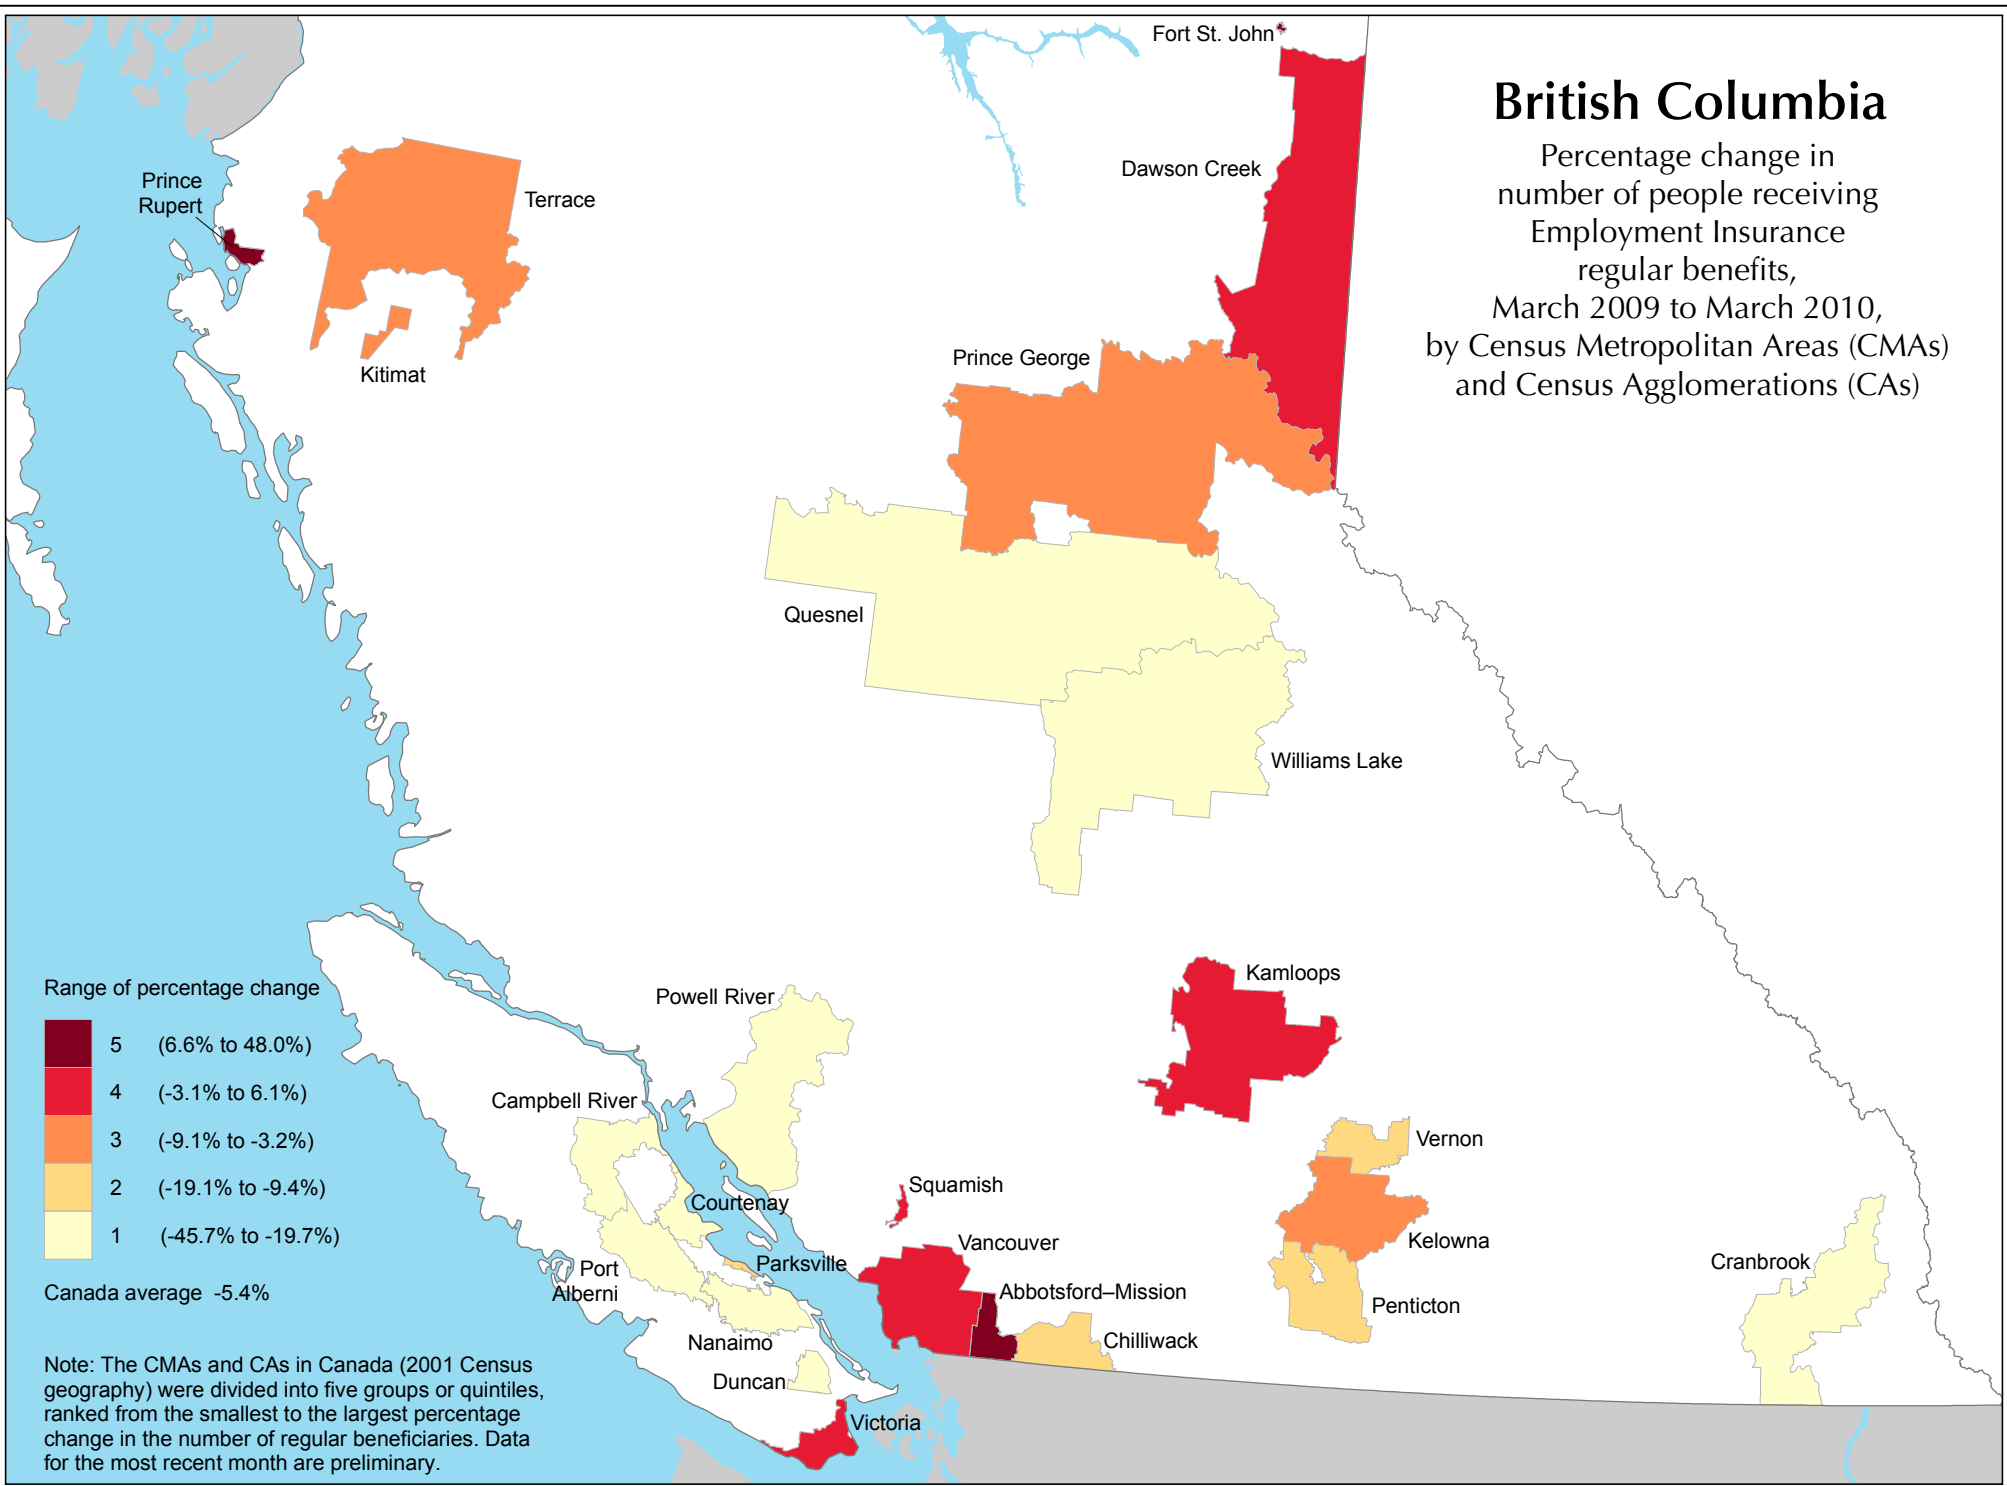 British Columbia
Percentage change in
number of people receiving
Employment Insurance
regular benefits,
March 2009 to March 2010,
by Census Metropolitan Areas (CMAs)
and Census Agglomerations (CAs)
Fort St. John
Dawson Creek
Prince
Rupert
Terrace
Kitimat
Prince George
Quesnel
Williams Lake
Kamloops
Powell River
Campbell River
Vernon
Squamish
Courtenay
Kelowna
Vancouver
Parksville
Cranbrook
Port
Alberni
Abbotsford–Mission
Penticton
Chilliwack
Nanaimo
Duncan
Victoria
Range of percentage change
5 (6.6% to 48.0%)
4 (-3.1% to 6.1%)
3 (-9.1% to -3.2%)
2 (-19.1% to -9.4%)
1 (-45.7% to -19.7%)
Canada average -5.4%
Note: The CMAs and CAs in Canada (2001 Census
geography) were divided into five groups or quintiles,
ranked from the smallest to the largest percentage
change in the number of regular beneficiaries. Data
for the most recent month are preliminary.